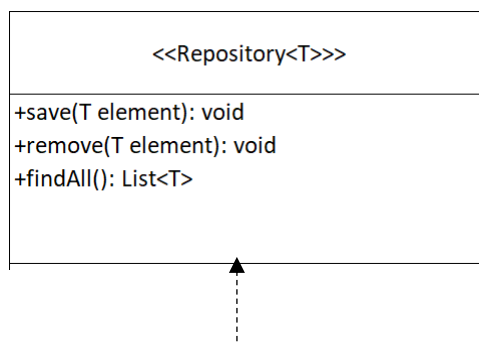 <<Repository<T>>>
+save(T element): void
+remove(T element): void
+findAll(): List<T>